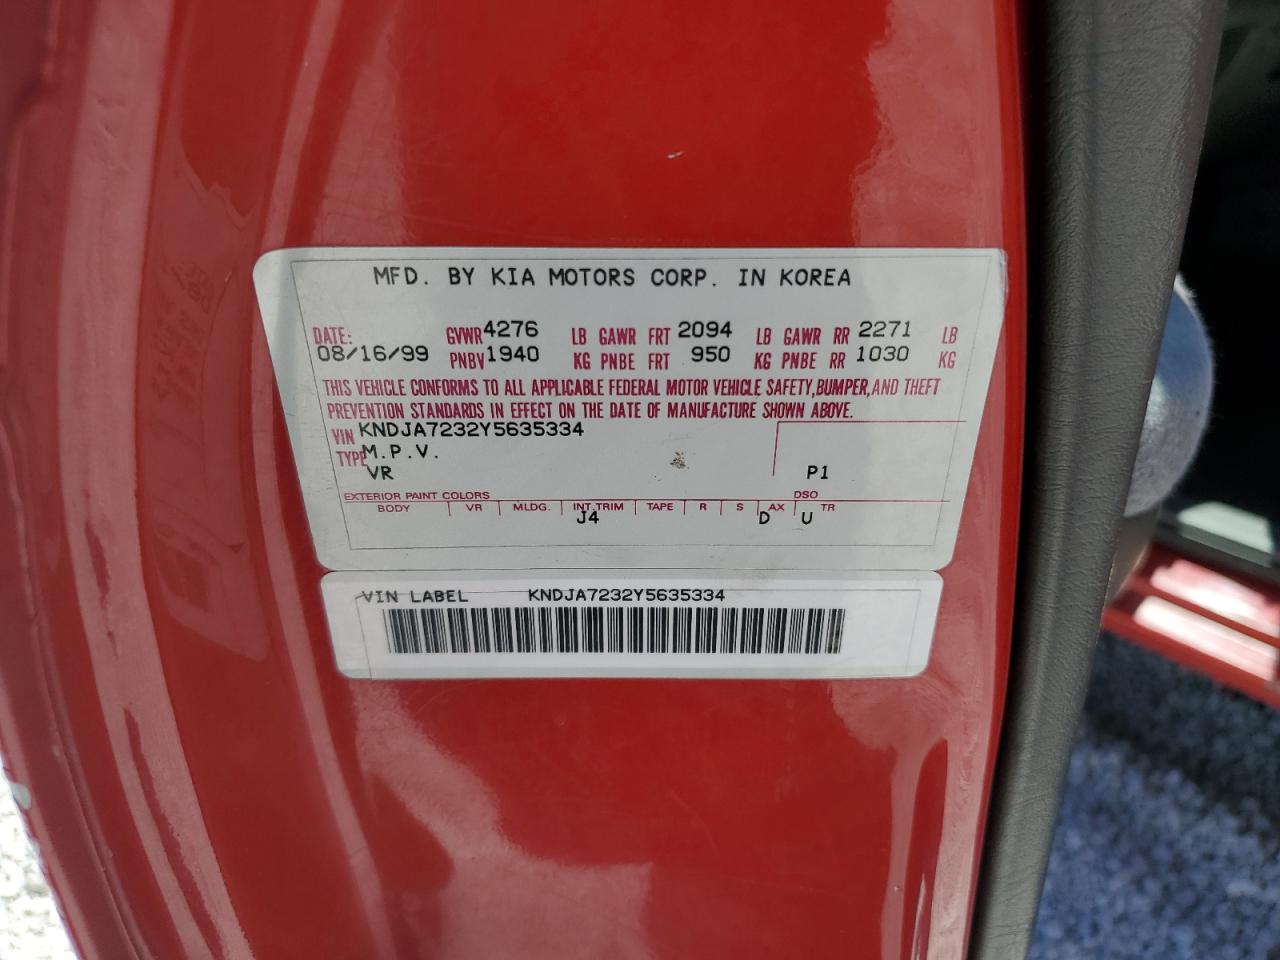 MFD. BY KIA MOTORS CORP. IN KOREA
DATE: GVWR 4276 LB GAWR FRT 2094 LB GAWR RR 2271 LB
08/16/99 PNBV 1940 KG PNBE FRT 950 KG PNBE RR 1030 KG
THIS VEHICLE CONFORMS TO ALL APPLICABLE FEDERAL MOTOR VEHICLE SAFETY, BUMPER, AND THEFT
PREVENTION STANDARDS IN EFFECT ON THE DATE OF MANUFACTURE SHOWN ABOVE.
VIN KNDJA7232Y5635334
TYPE M.P.V.
VR P1
EXTERIOR PAINT COLORS DSO
BODY VR MLDG. INT.TRIM TAPE R S AX TR
J4 D U
VIN LABEL KNDJA7232Y5635334